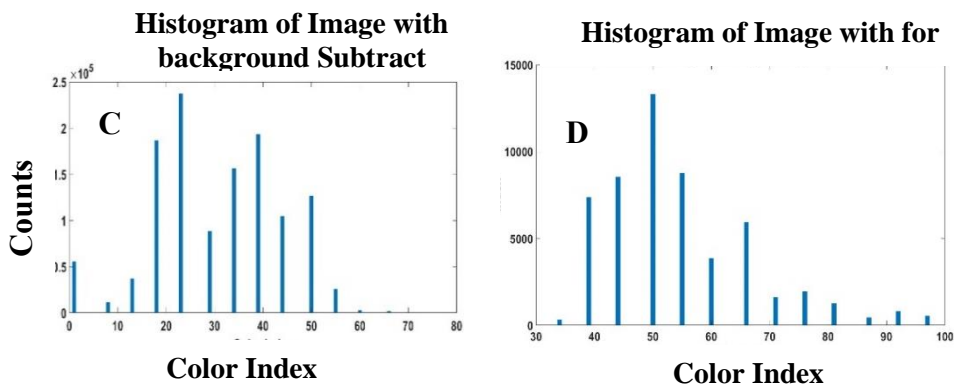 Histogram of Image with
background Subtract
×10⁵
2.5
2
1.5
1
0.5
0
C
Counts
0 10 20 30 40 50 60 70 80
Color Index
Histogram of Image with for
15000
10000
5000
0
D
30 40 50 60 70 80 90 100
Color Index